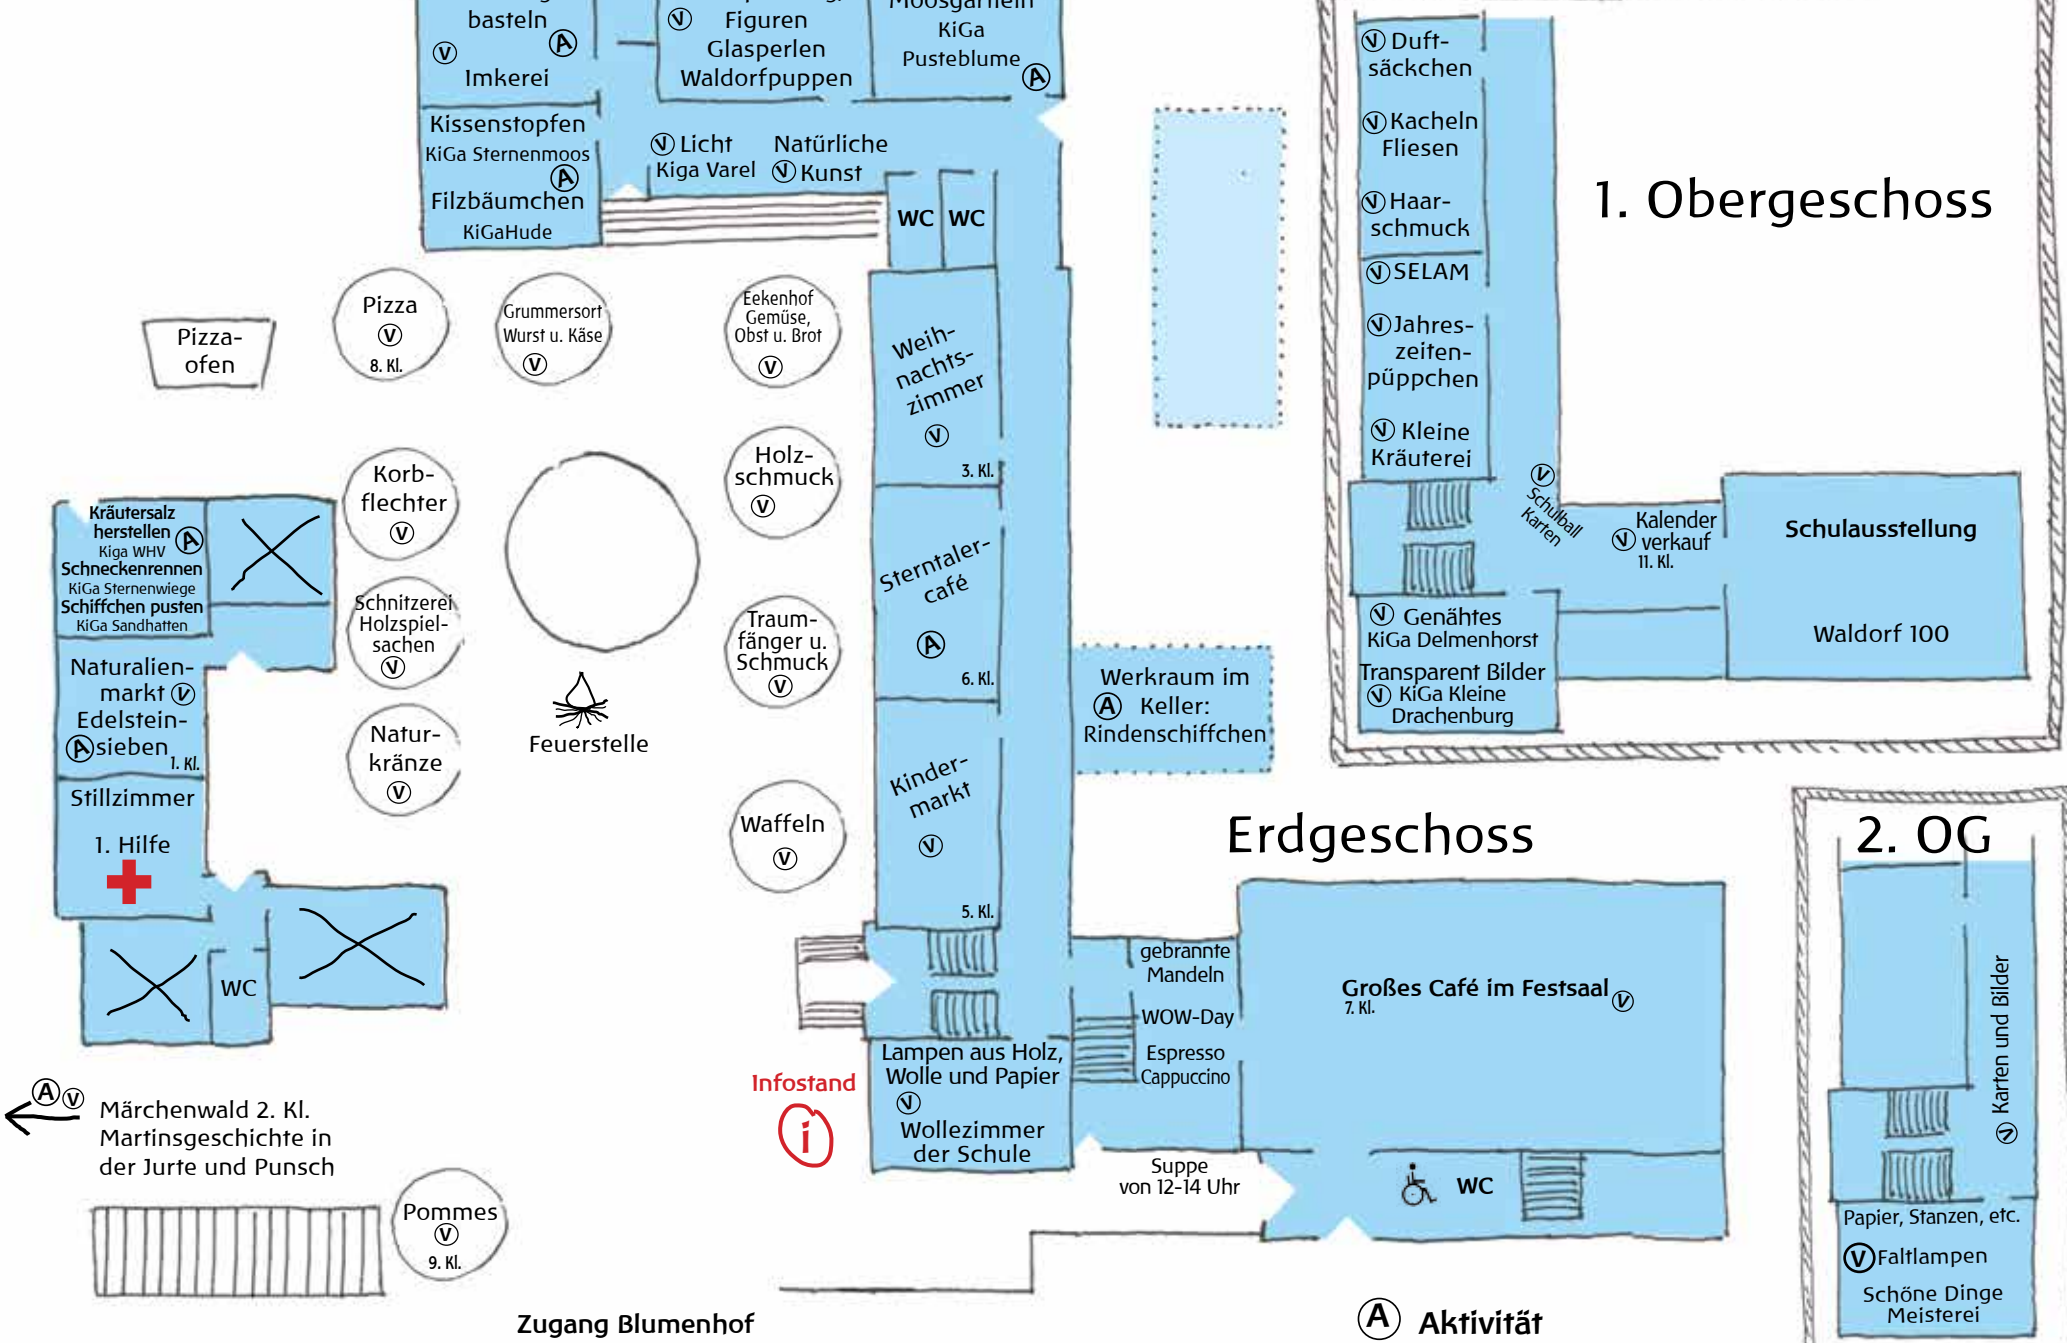 basteln
Ⓥ Ⓐ
Imkerei
Ⓥ Figuren
Glasperlen
Waldorfpuppen
Moosgärtlein
KiGa
Pusteblume Ⓐ
Kissenstopfen
KiGa Sternenmoos
Ⓐ
Filzbäumchen
KiGaHude
Ⓥ Licht
Kiga Varel
Natürliche
Ⓥ Kunst
WC WC
Pizza-
ofen
Pizza
Ⓥ
8. Kl.
Grummersort
Wurst u. Käse
Ⓥ
Eekenhof
Gemüse,
Obst u. Brot
Ⓥ
Korb-
flechter
Ⓥ
Holz-
schmuck
Ⓥ
Schnitzerei
Holzspiel-
sachen
Ⓥ
Traum-
fänger u.
Schmuck
Ⓥ
Natur-
kränze
Ⓥ
Feuerstelle
Waffeln
Ⓥ
Kräutersalz
herstellen Ⓐ
Kiga WHV
Schneckenrennen
KiGa Sternenwiege
Schiffchen pusten
KiGa Sandhatten
Naturalien-
markt Ⓥ
Edelstein-
Ⓐ sieben
1. Kl.
Stillzimmer
1. Hilfe
WC
Ⓐ Ⓥ
Märchenwald 2. Kl.
Martinsgeschichte in
der Jurte und Punsch
Pommes
Ⓥ
9. Kl.
Weih-
nachts-
zimmer
Ⓥ
3. Kl.
Sterntaler-
café
Ⓐ
6. Kl.
Kinder-
markt
Ⓥ
5. Kl.
Werkraum im
Ⓐ Keller:
Rindenschiffchen
Erdgeschoss
gebrannte
Mandeln
WOW-Day
Espresso
Cappuccino
Großes Café im Festsaal Ⓥ
7. Kl.
Infostand
i
Lampen aus Holz,
Wolle und Papier
Ⓥ
Wollezimmer
der Schule
Suppe
von 12-14 Uhr
WC
Zugang Blumenhof
Ⓐ Aktivität
1. Obergeschoss
Ⓥ Duft-
säckchen
Ⓥ Kacheln
Fliesen
Ⓥ Haar-
schmuck
Ⓥ SELAM
Ⓥ Jahres-
zeiten-
püppchen
Ⓥ Kleine
Kräuterei
Ⓥ
Schulball
Karten
Kalender
Ⓥ verkauf
11. Kl.
Schulausstellung
Waldorf 100
Ⓥ Genähtes
KiGa Delmenhorst
Transparent Bilder
Ⓥ KiGa Kleine
Drachenburg
2. OG
Ⓥ Karten und Bilder
Papier, Stanzen, etc.
Ⓥ Faltlampen
Schöne Dinge
Meisterei